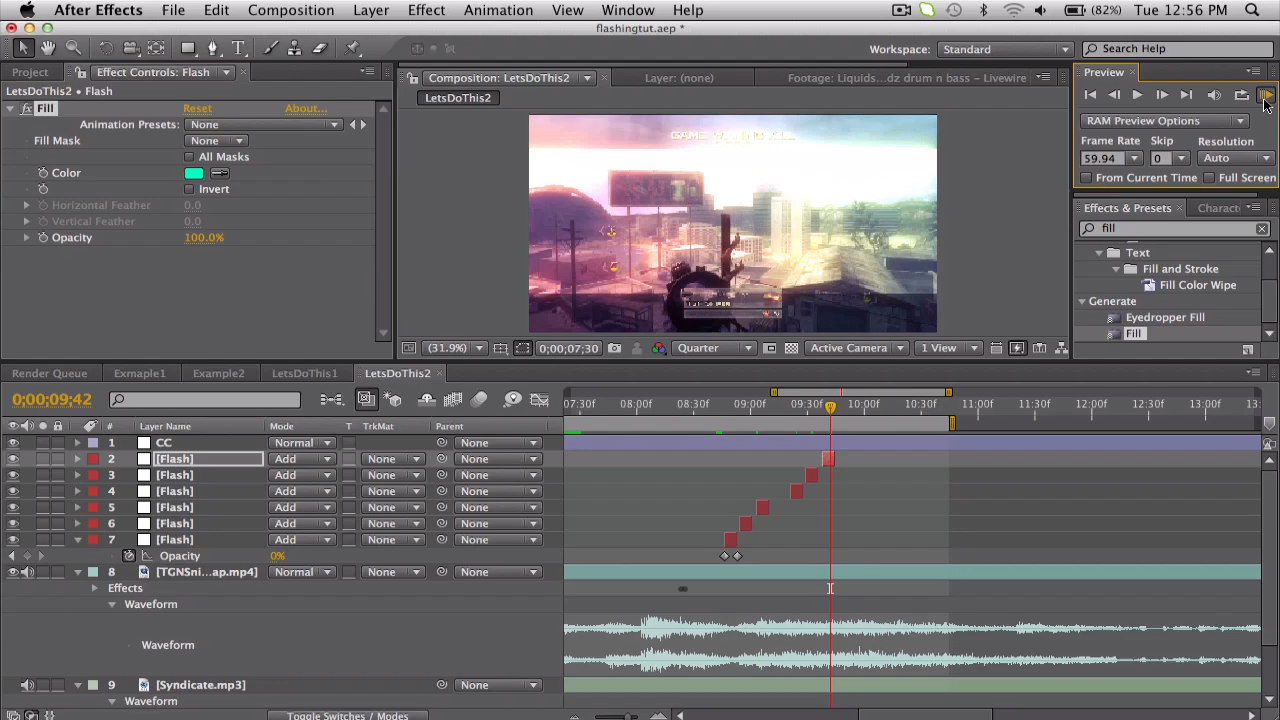 After Effects File Edit Composition Layer Effect Animation View Window Help (82%) Tue 12:56 PM
flashingtut.aep *
Workspace: Standard Search Help
Project Effect Controls: Flash Composition: LetsDoThis2 Layer: (none) Footage: Liquids...dz drum n bass - Livewire Preview
LetsDoThis2 • Flash
LetsDoThis2
Fill Reset About...
Animation Presets: None
Fill Mask None
All Masks
Color
Invert
Horizontal Feather 0.0
Vertical Feather 0.0
Opacity 100.0%
RAM Preview Options
Frame Rate Skip Resolution
59.94 0 Auto
From Current Time Full Screen
Effects & Presets Charact
fill
Text
Fill and Stroke
Fill Color Wipe
Generate
Eyedropper Fill
Fill
(31.9%) 0;00;07;30 Quarter Active Camera 1 View
Render Queue Exmaple1 Example2 LetsDoThis1 LetsDoThis2
0;00;09;42
07:30f 08:00f 08:30f 09:00f 09:30f 10:00f 10:30f 11:00f 11:30f 12:00f 12:30f 13:00f 13:
# Layer Name Mode T TrkMat Parent
1 CC Normal None
2 [Flash] Add None None
3 [Flash] Add None None
4 [Flash] Add None None
5 [Flash] Add None None
6 [Flash] Add None None
7 [Flash] Add None None
Opacity 0%
8 [TGNSni...ap.mp4] Normal None None
Effects
Waveform
Waveform
9 [Syndicate.mp3] None
Waveform
Toggle Switches / Modes